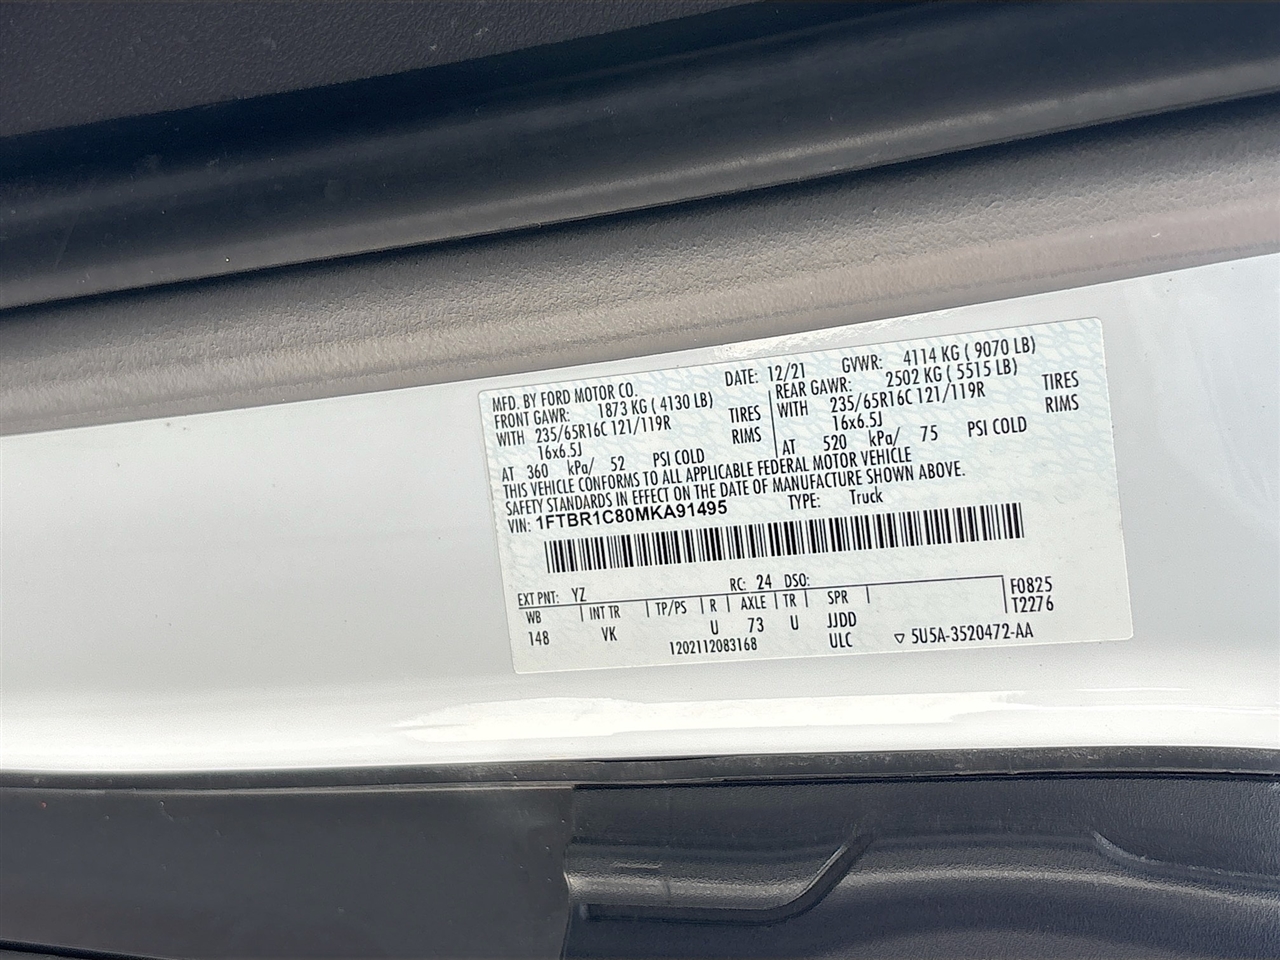 MFD. BY FORD MOTOR CO. DATE: 12/21 GVWR: 4114 KG ( 9070 LB)
FRONT GAWR: 1873 KG ( 4130 LB) REAR GAWR: 2502 KG ( 5515 LB)
WITH 235/65R16C 121/119R TIRES WITH 235/65R16C 121/119R TIRES
16x6.5J RIMS 16x6.5J RIMS
AT 360 kPa/ 52 PSI COLD AT 520 kPa/ 75 PSI COLD
THIS VEHICLE CONFORMS TO ALL APPLICABLE FEDERAL MOTOR VEHICLE
SAFETY STANDARDS IN EFFECT ON THE DATE OF MANUFACTURE SHOWN ABOVE.
VIN: 1FTBR1C80MKA91495 TYPE: Truck
EXT PNT: YZ RC: 24 DSO: F0825
WB INT TR TP/PS R AXLE TR SPR T2276
148 VK U 73 U JJDD
1202112083168 ULC ▽ 5U5A-3520472-AA